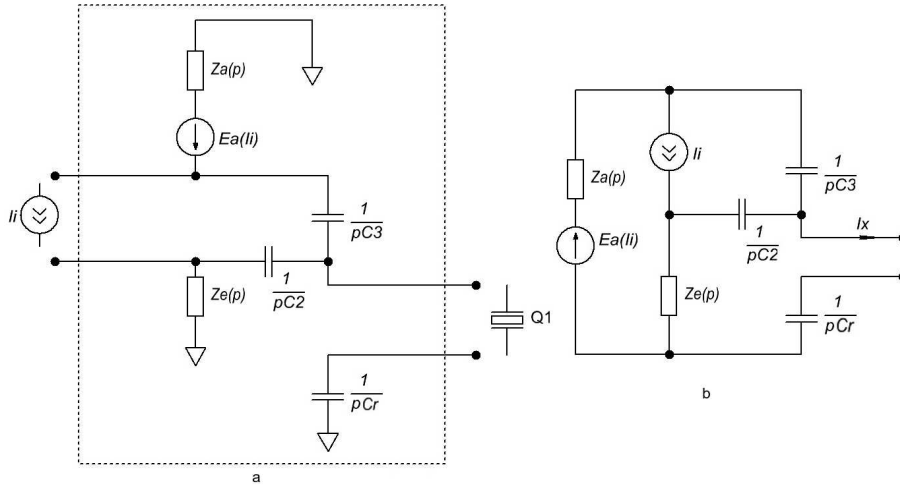 Za(p)
Ea(Ii)
Ii
1
pC3
1
pC2
Ze(p)
Q1
1
pCr
a
Ii
Za(p)
1
pC3
Ix
Ea(Ii)
1
pC2
Ze(p)
1
pCr
b